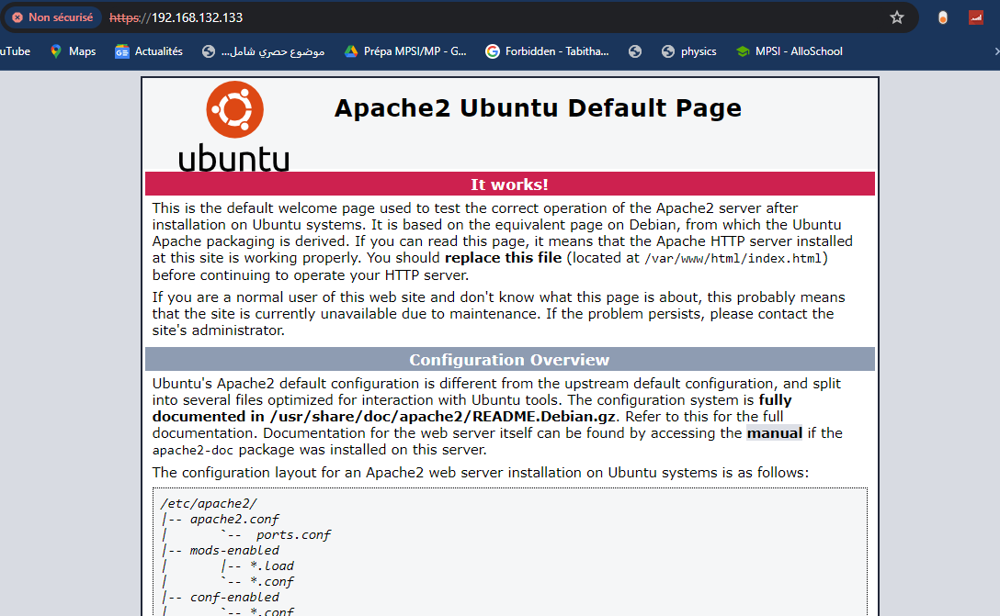 Non sécurisé https://192.168.132.133
uTube Maps Actualités موضوع حصري شامل... Prépa MPSI/MP - G... Forbidden - Tabitha... physics MPSI - AlloSchool
ubuntu
Apache2 Ubuntu Default Page
It works!
This is the default welcome page used to test the correct operation of the Apache2 server after
installation on Ubuntu systems. It is based on the equivalent page on Debian, from which the Ubuntu
Apache packaging is derived. If you can read this page, it means that the Apache HTTP server installed
at this site is working properly. You should replace this file (located at /var/www/html/index.html)
before continuing to operate your HTTP server.
If you are a normal user of this web site and don't know what this page is about, this probably means
that the site is currently unavailable due to maintenance. If the problem persists, please contact the
site's administrator.
Configuration Overview
Ubuntu's Apache2 default configuration is different from the upstream default configuration, and split
into several files optimized for interaction with Ubuntu tools. The configuration system is fully
documented in /usr/share/doc/apache2/README.Debian.gz. Refer to this for the full
documentation. Documentation for the web server itself can be found by accessing the manual if the
apache2-doc package was installed on this server.
The configuration layout for an Apache2 web server installation on Ubuntu systems is as follows:
/etc/apache2/
|-- apache2.conf
|       `--  ports.conf
|-- mods-enabled
|       |-- *.load
|       `-- *.conf
|-- conf-enabled
|       `-- *.conf